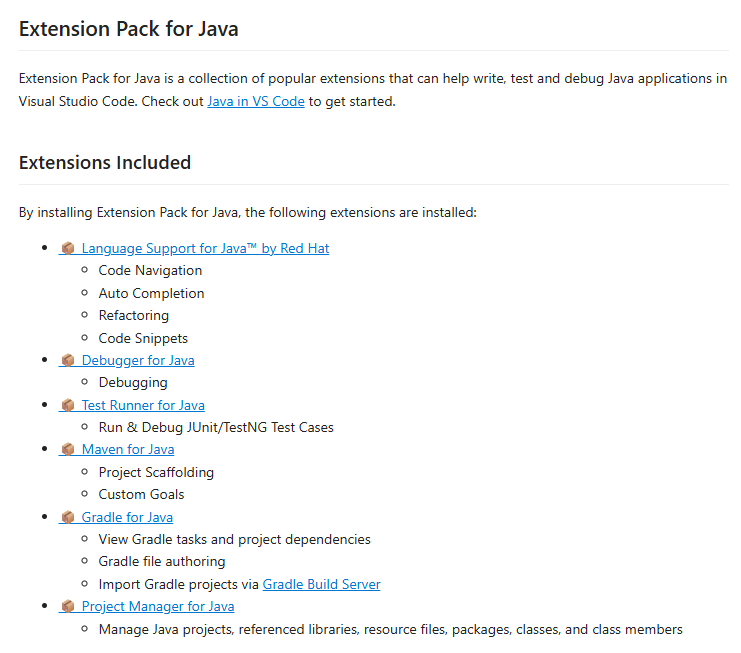 Extension Pack for Java
Extension Pack for Java is a collection of popular extensions that can help write, test and debug Java applications in
Visual Studio Code. Check out Java in VS Code to get started.
Extensions Included
By installing Extension Pack for Java, the following extensions are installed:
Language Support for Java™ by Red Hat
Code Navigation
Auto Completion
Refactoring
Code Snippets
Debugger for Java
Debugging
Test Runner for Java
Run & Debug JUnit/TestNG Test Cases
Maven for Java
Project Scaffolding
Custom Goals
Gradle for Java
View Gradle tasks and project dependencies
Gradle file authoring
Import Gradle projects via Gradle Build Server
Project Manager for Java
Manage Java projects, referenced libraries, resource files, packages, classes, and class members